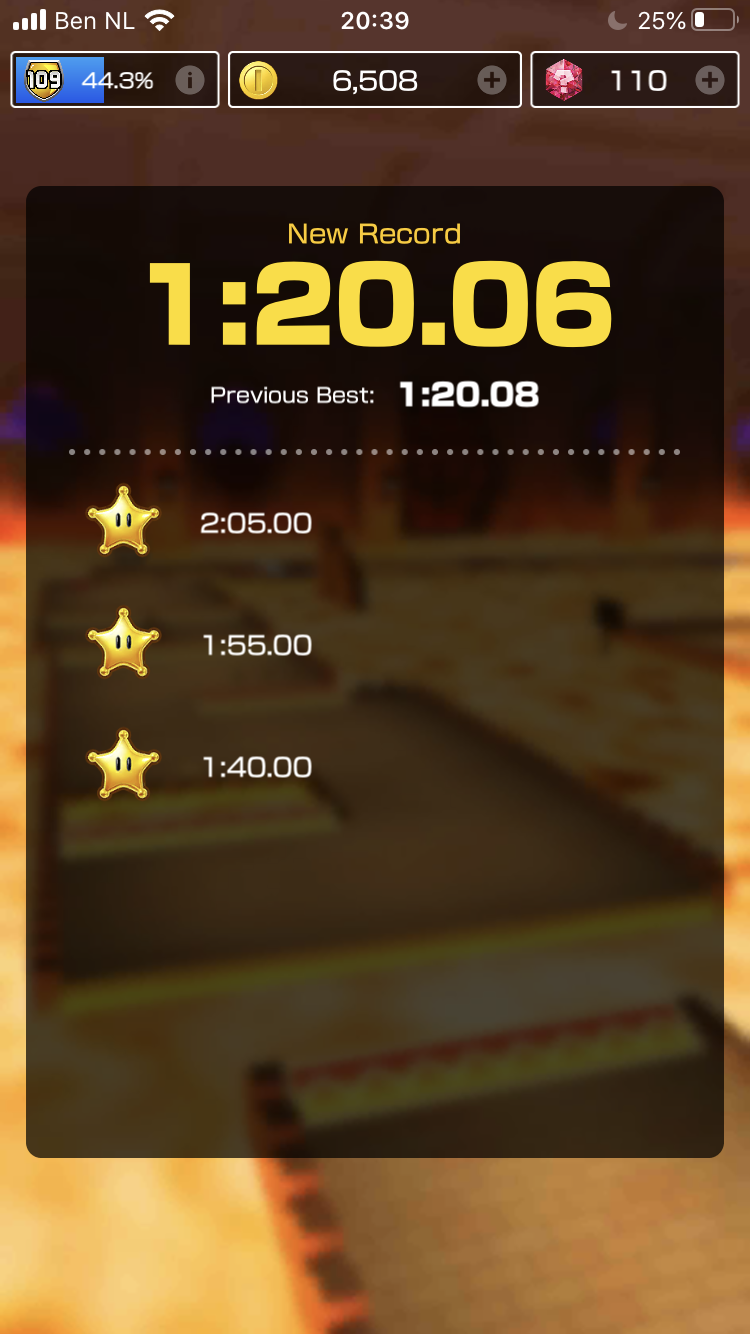 Ben NL 20:39 25%
109 44.3% i 6,508 + ? 110 +
New Record
1:20.06
Previous Best: 1:20.08
2:05.00
1:55.00
1:40.00